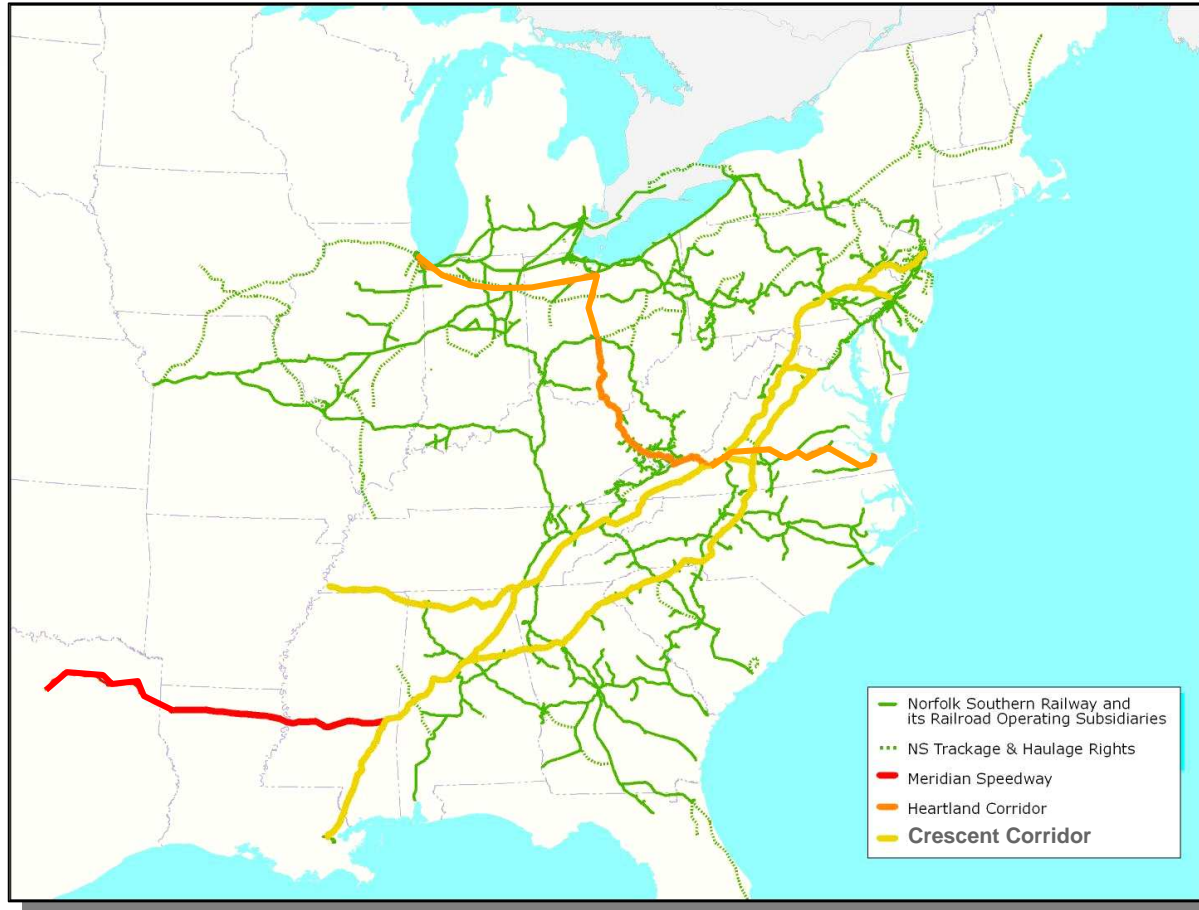 Norfolk Southern Railway and
its Railroad Operating Subsidiaries
NS Trackage & Haulage Rights
Meridian Speedway
Heartland Corridor
Crescent Corridor